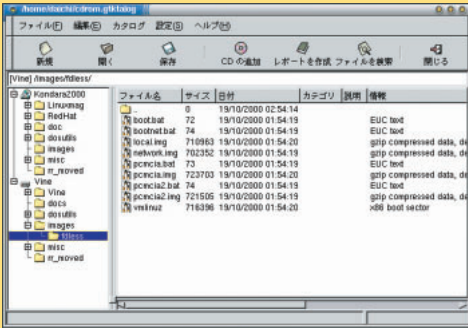 /home/daichi/cdrom.gtktalog
ファイル(F) 編集(E) カタログ 設定(S) ヘルプ(H)
新規 開く 保存 CD の追加 レポートを作成 ファイルを検索 閉じる
[Vine] /images/fdless/
Kondara2000
Linuxmag
RedHat
doc
dosutils
images
misc
rr_moved
Vine
Vine
docs
dosutils
images
fdless
misc
rr_moved
ファイル名 サイズ 日付 カテゴリ 説明 情報
.. 0 19/10/2000 02:54:14
boot.bat 72 19/10/2000 01:54:19 EUC text
bootnet.bat 74 19/10/2000 01:54:19 EUC text
local.img 710963 19/10/2000 01:54:20 gzip compressed data, de
network.img 702352 19/10/2000 01:54:19 gzip compressed data, de
pcmcia.bat 73 19/10/2000 01:54:19 EUC text
pcmcia.img 723703 19/10/2000 01:54:20 gzip compressed data, de
pcmcia2.bat 74 19/10/2000 01:54:19 EUC text
pcmcia2.img 721505 19/10/2000 01:54:19 gzip compressed data, de
vmlinuz 716396 19/10/2000 01:54:20 x86 boot sector